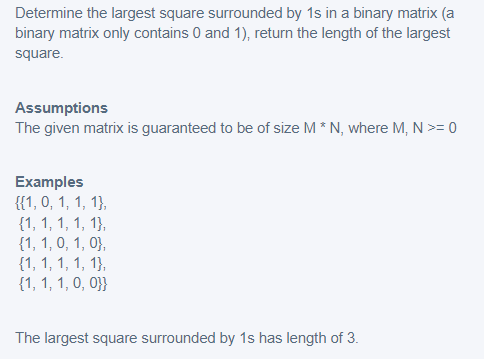 Determine the largest square surrounded by 1s in a binary matrix (a
binary matrix only contains 0 and 1), return the length of the largest
square.
Assumptions
The given matrix is guaranteed to be of size M * N, where M, N >= 0
Examples
{{1, 0, 1, 1, 1},
{1, 1, 1, 1, 1},
{1, 1, 0, 1, 0},
{1, 1, 1, 1, 1},
{1, 1, 1, 0, 0}}
The largest square surrounded by 1s has length of 3.